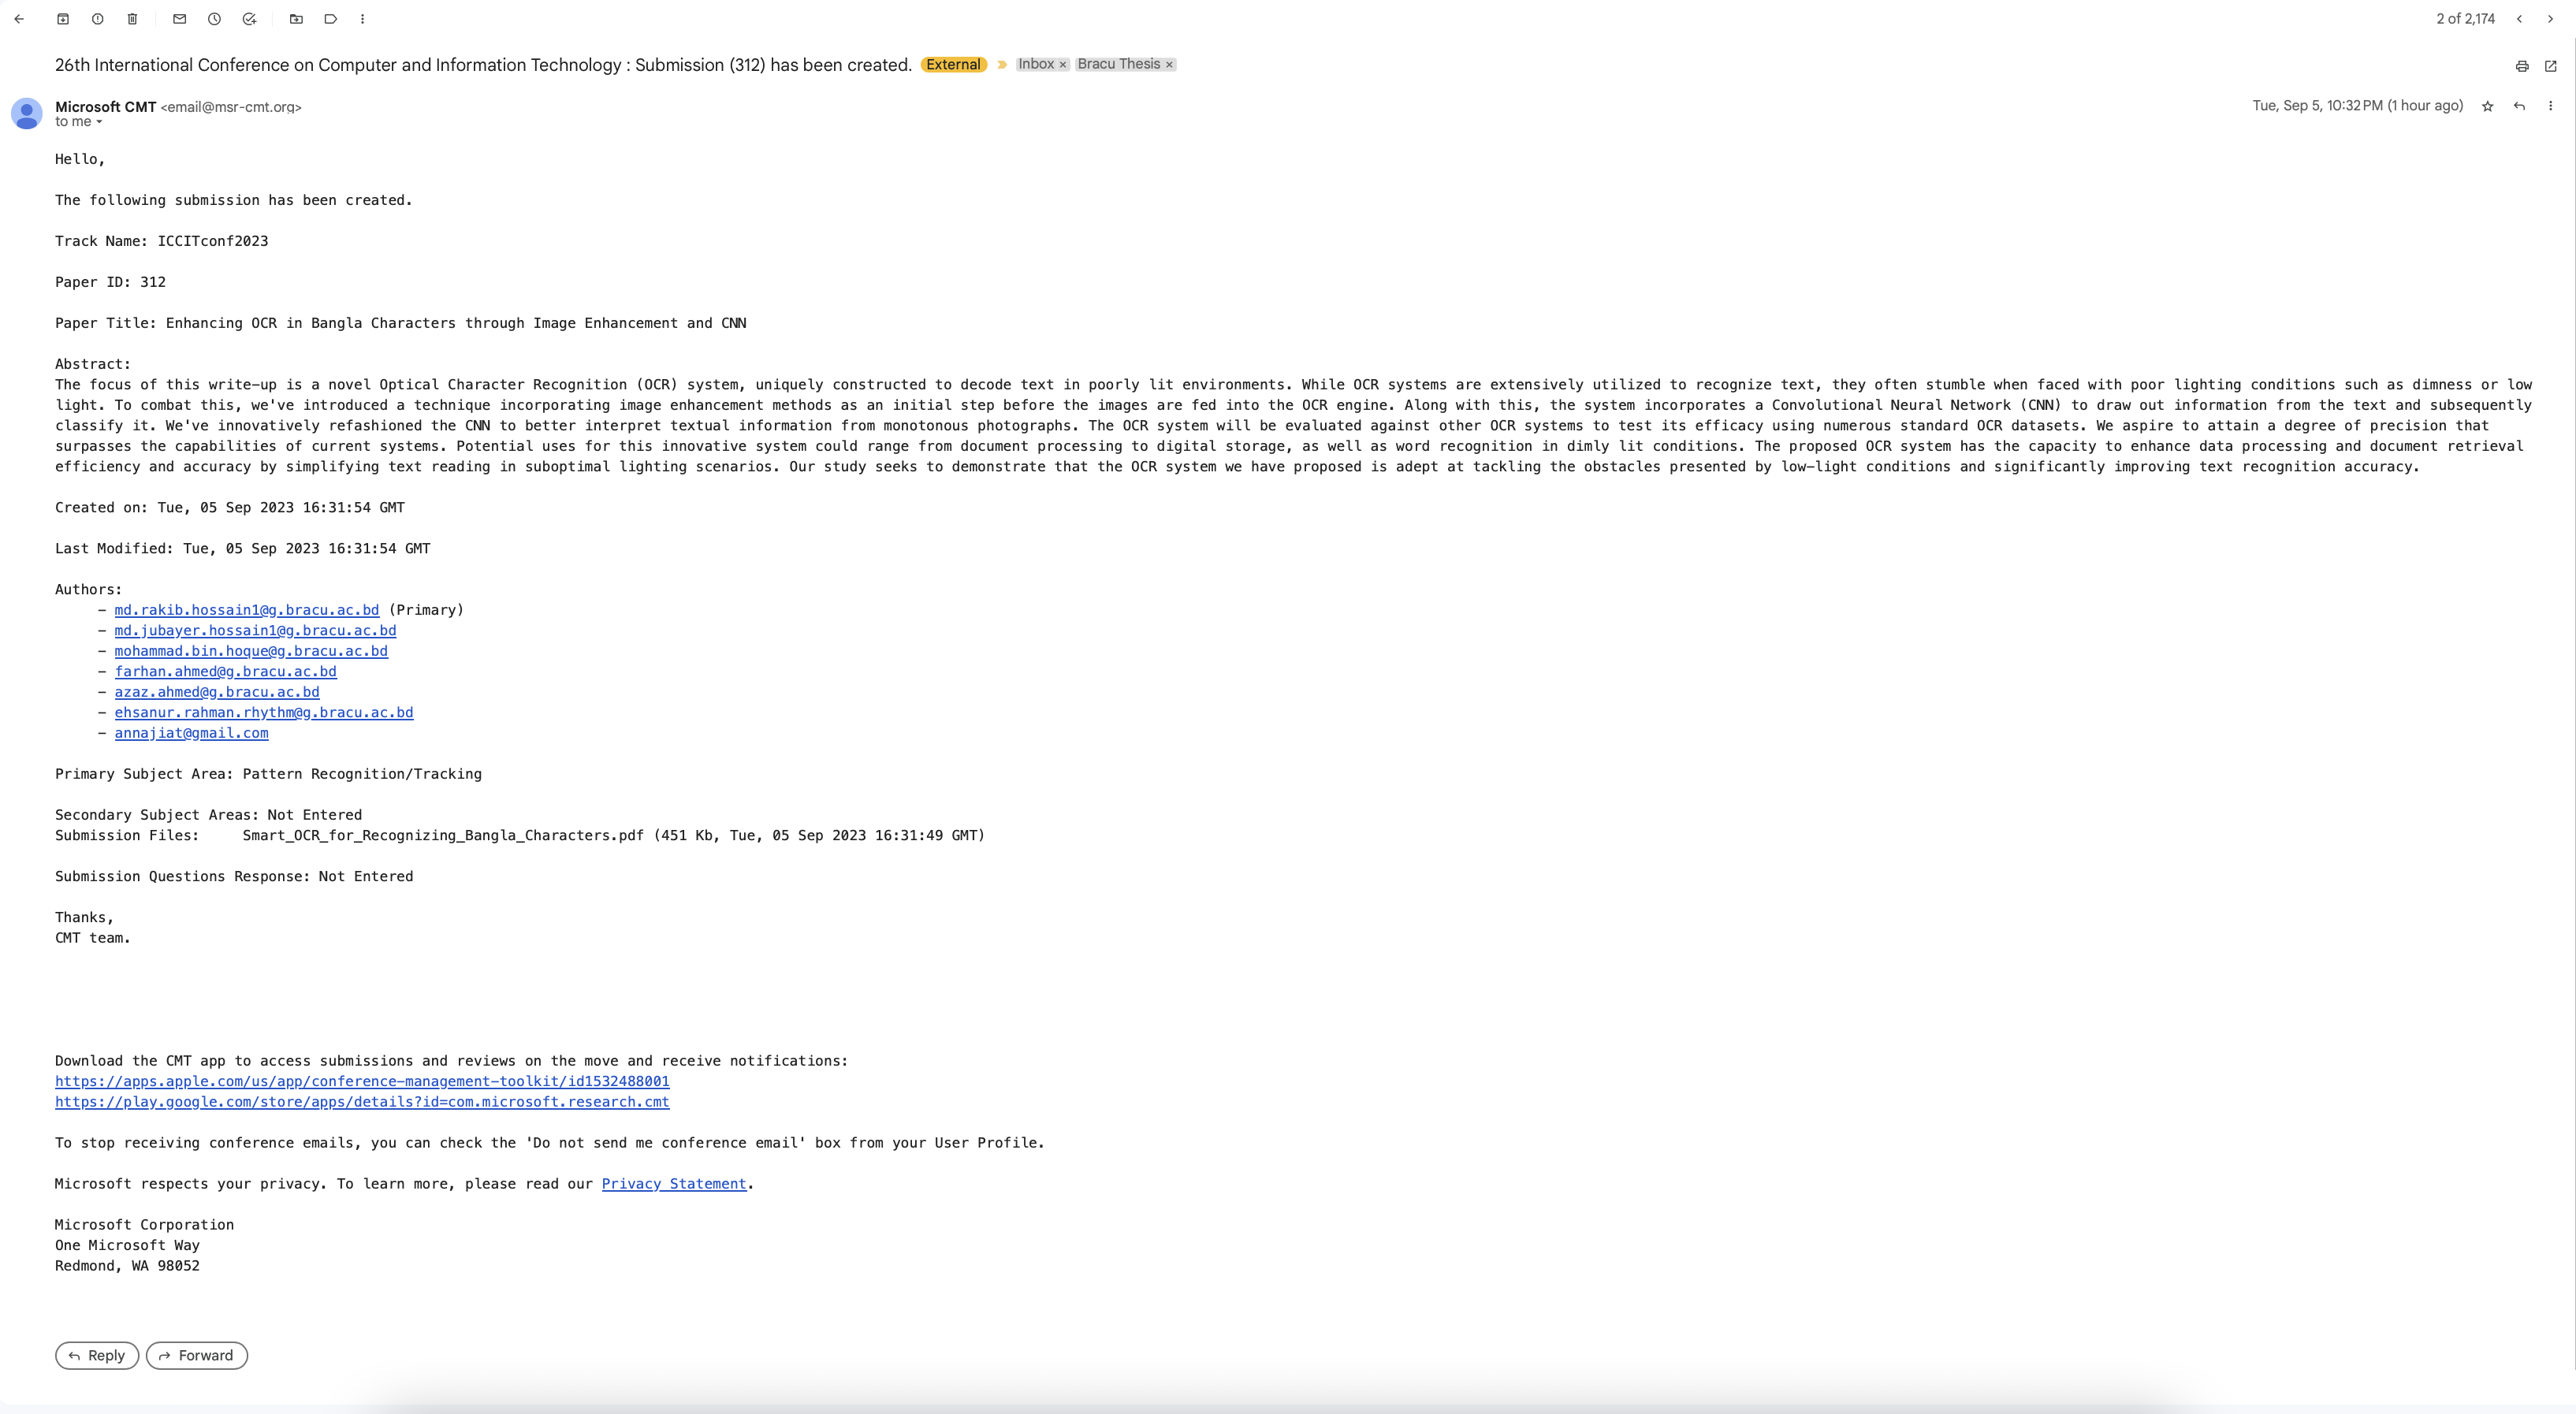 2 of 2,174
26th International Conference on Computer and Information Technology : Submission (312) has been created. External Inbox × Bracu Thesis ×
Microsoft CMT <email@msr-cmt.org>
Tue, Sep 5, 10:32 PM (1 hour ago)
to me
Hello,
The following submission has been created.
Track Name: ICCITconf2023
Paper ID: 312
Paper Title: Enhancing OCR in Bangla Characters through Image Enhancement and CNN
Abstract:
The focus of this write-up is a novel Optical Character Recognition (OCR) system, uniquely constructed to decode text in poorly lit environments. While OCR systems are extensively utilized to recognize text, they often stumble when faced with poor lighting conditions such as dimness or low
light. To combat this, we've introduced a technique incorporating image enhancement methods as an initial step before the images are fed into the OCR engine. Along with this, the system incorporates a Convolutional Neural Network (CNN) to draw out information from the text and subsequently
classify it. We've innovatively refashioned the CNN to better interpret textual information from monotonous photographs. The OCR system will be evaluated against other OCR systems to test its efficacy using numerous standard OCR datasets. We aspire to attain a degree of precision that
surpasses the capabilities of current systems. Potential uses for this innovative system could range from document processing to digital storage, as well as word recognition in dimly lit conditions. The proposed OCR system has the capacity to enhance data processing and document retrieval
efficiency and accuracy by simplifying text reading in suboptimal lighting scenarios. Our study seeks to demonstrate that the OCR system we have proposed is adept at tackling the obstacles presented by low-light conditions and significantly improving text recognition accuracy.
Created on: Tue, 05 Sep 2023 16:31:54 GMT
Last Modified: Tue, 05 Sep 2023 16:31:54 GMT
Authors:
- md.rakib.hossain1@g.bracu.ac.bd (Primary)
- md.jubayer.hossain1@g.bracu.ac.bd
- mohammad.bin.hoque@g.bracu.ac.bd
- farhan.ahmed@g.bracu.ac.bd
- azaz.ahmed@g.bracu.ac.bd
- ehsanur.rahman.rhythm@g.bracu.ac.bd
- annajiat@gmail.com
Primary Subject Area: Pattern Recognition/Tracking
Secondary Subject Areas: Not Entered
Submission Files: Smart_OCR_for_Recognizing_Bangla_Characters.pdf (451 Kb, Tue, 05 Sep 2023 16:31:49 GMT)
Submission Questions Response: Not Entered
Thanks,
CMT team.
Download the CMT app to access submissions and reviews on the move and receive notifications:
https://apps.apple.com/us/app/conference-management-toolkit/id1532488001
https://play.google.com/store/apps/details?id=com.microsoft.research.cmt
To stop receiving conference emails, you can check the 'Do not send me conference email' box from your User Profile.
Microsoft respects your privacy. To learn more, please read our Privacy Statement.
Microsoft Corporation
One Microsoft Way
Redmond, WA 98052
Reply Forward